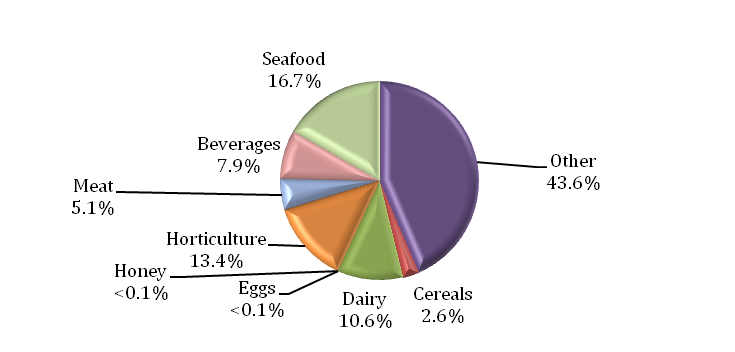 Seafood
16.7%
Beverages
7.9%
Other
43.6%
Meat
5.1%
Horticulture
13.4%
Honey
<0.1%
Eggs
<0.1%
Dairy
10.6%
Cereals
2.6%